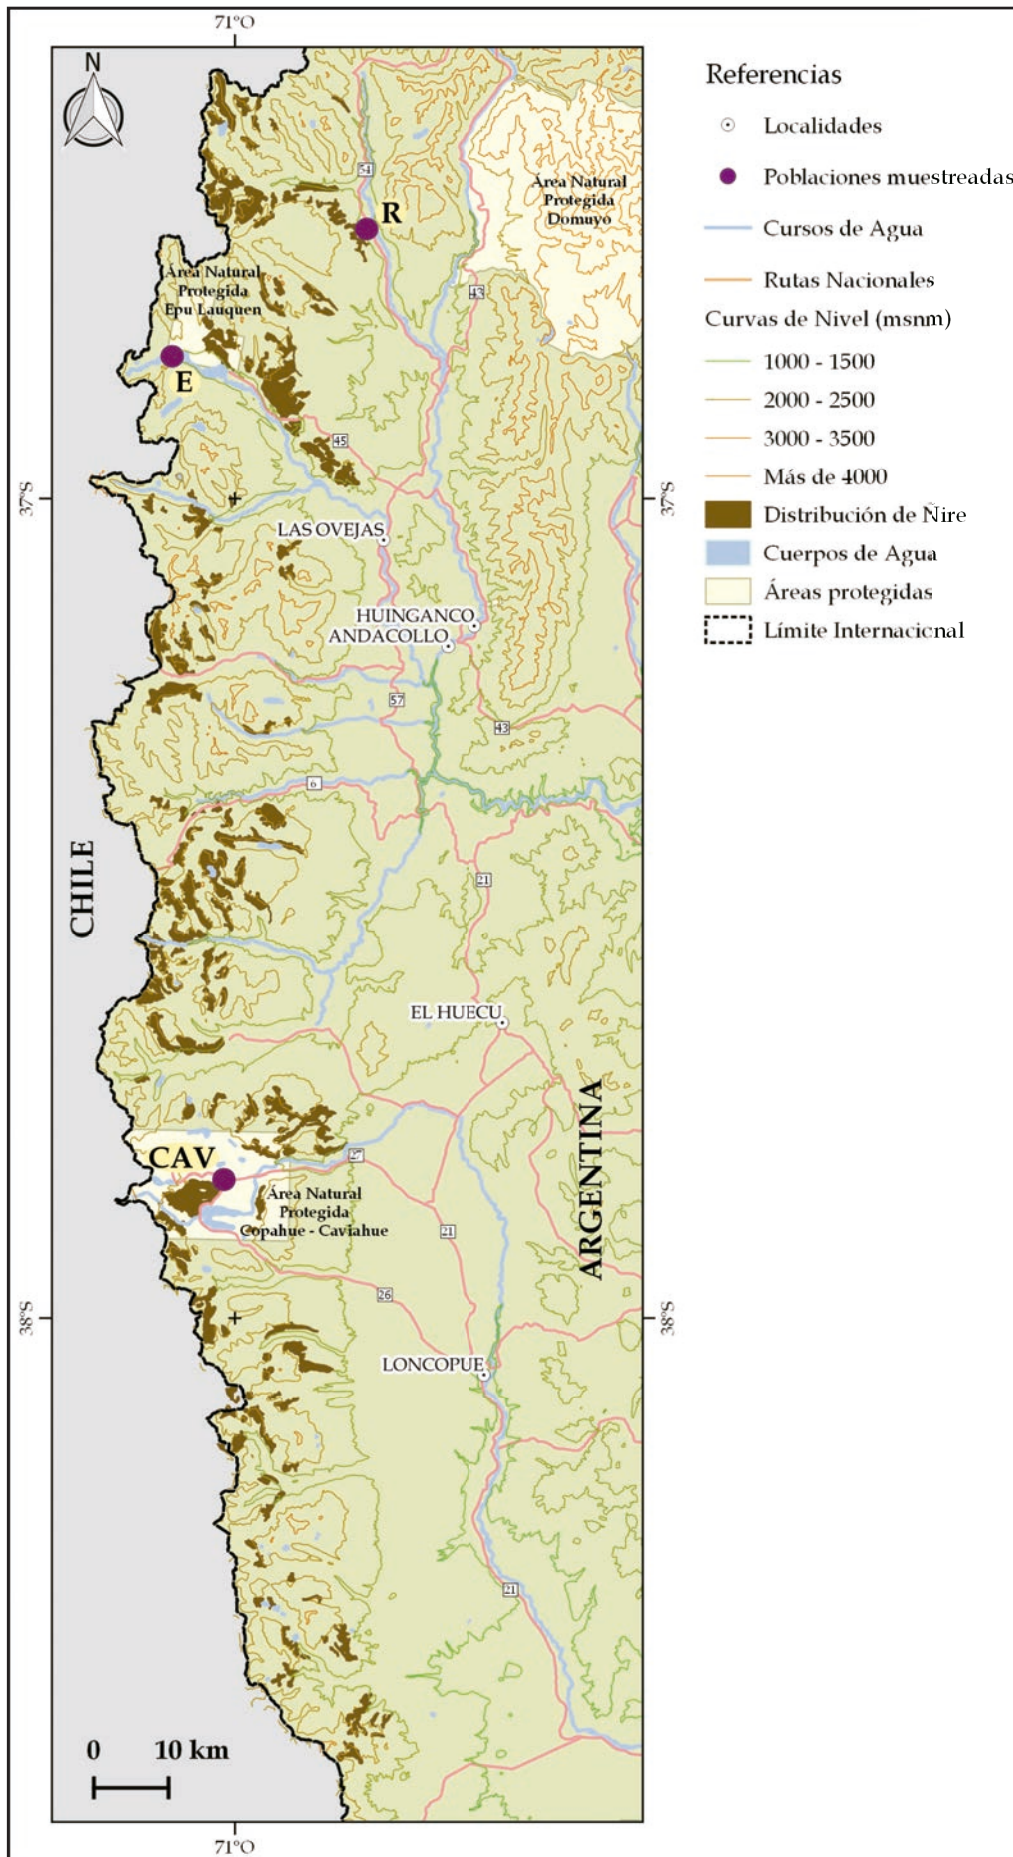 71°O
N
54
R
Área Natural
Protegida
Domuyo
43
Área Natural
Protegida
Epu Lauquen
E
45
37°S
37°S
LAS OVEJAS
HUINGANCO
ANDACOLLO
57
43
6
CHILE
21
EL HUECU
ARGENTINA
CAV
27
Área Natural
Protegida
Copahue - Caviahue
21
26
38°S
38°S
LONCOPUE
21
0 10 km
71°O
Referencias
Localidades
Poblaciones muestreadas
Cursos de Agua
Rutas Nacionales
Curvas de Nivel (msnm)
1000 - 1500
2000 - 2500
3000 - 3500
Más de 4000
Distribución de Ñire
Cuerpos de Agua
Áreas protegidas
Límite Internacional